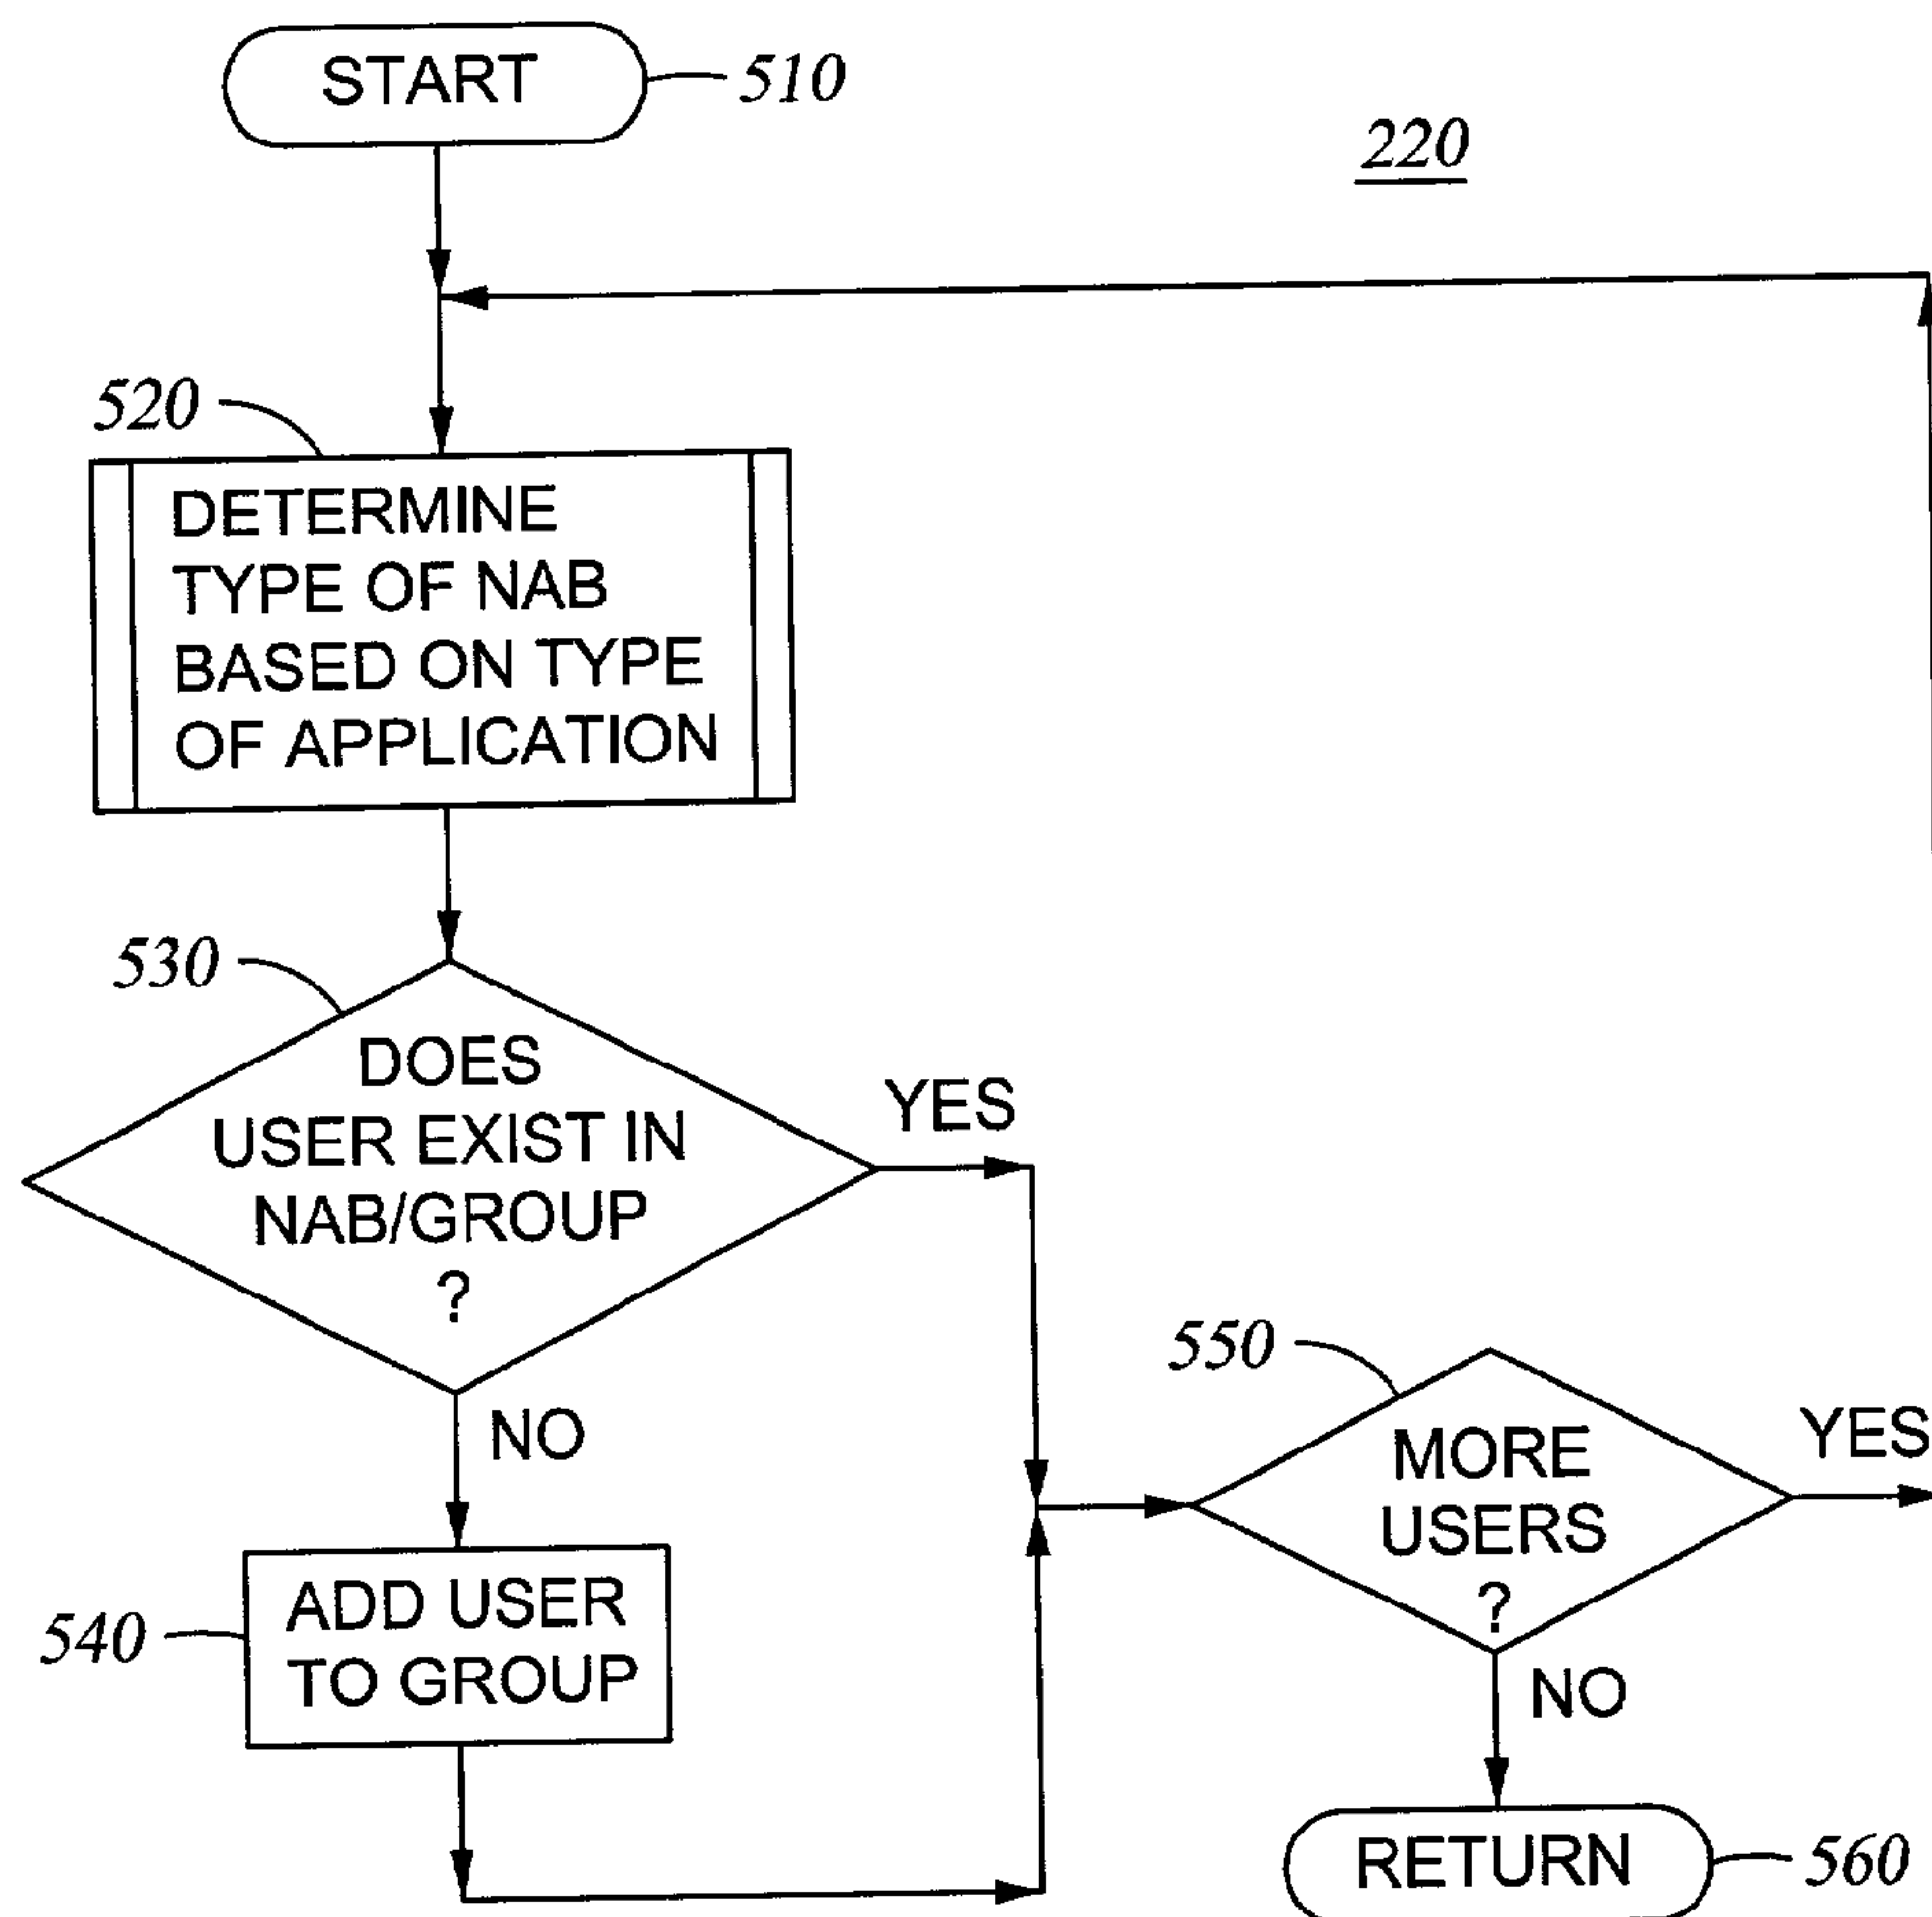 START
510
220
520
DETERMINE
TYPE OF NAB
BASED ON TYPE
OF APPLICATION
530
DOES
USER EXIST IN
NAB/GROUP
?
YES
NO
540
ADD USER
TO GROUP
550
MORE
USERS
?
YES
NO
RETURN
560